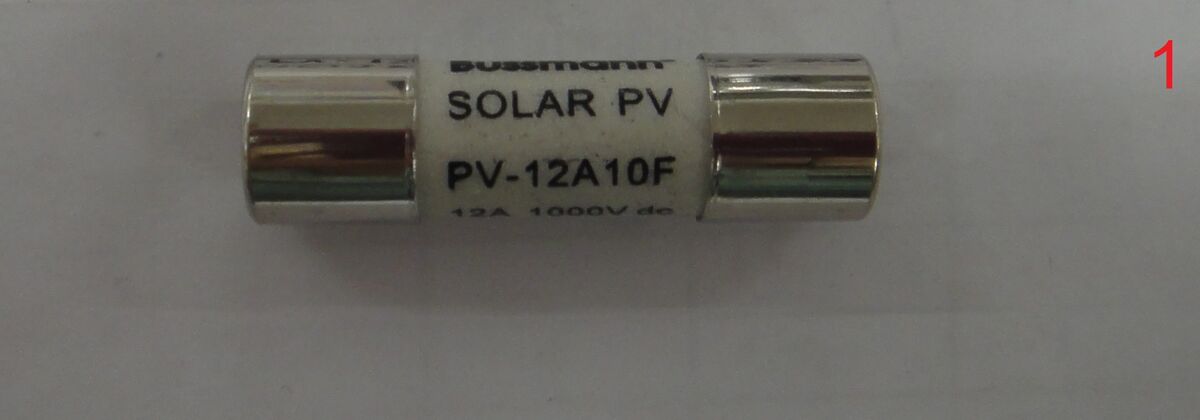 Bussmann
SOLAR PV
PV-12A10F
12A 1000V dc
1